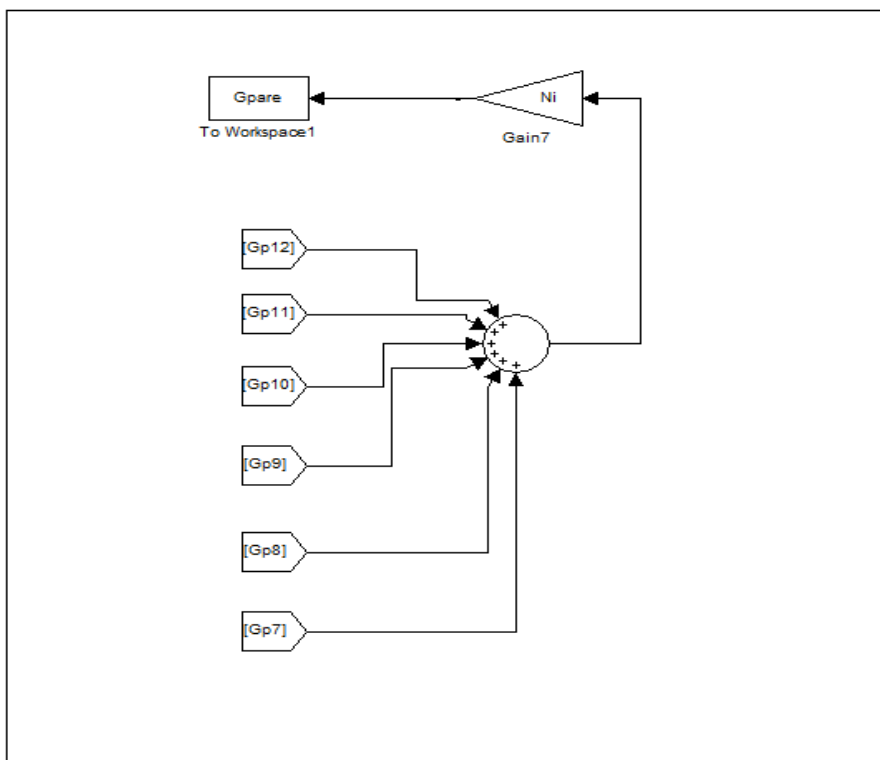 Gpare
Ni
To Workspace1
Gain7
[Gp12]
[Gp11]
[Gp10]
[Gp9]
[Gp8]
[Gp7]
+
+
+
+
+
+